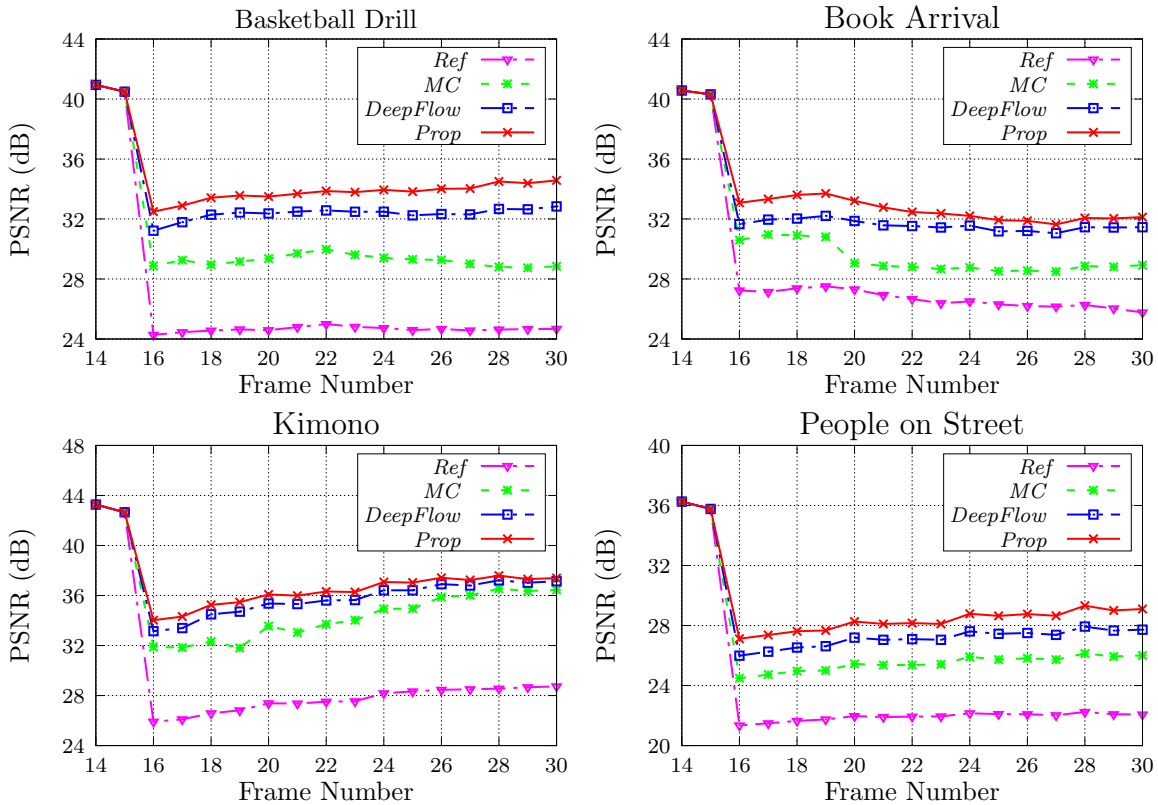 Basketball Drill
PSNR (dB)
44
40
36
32
28
24
Ref
MC
DeepFlow
Prop
14 16 18 20 22 24 26 28 30
Frame Number
Book Arrival
PSNR (dB)
44
40
36
32
28
24
Ref
MC
DeepFlow
Prop
14 16 18 20 22 24 26 28 30
Frame Number
Kimono
PSNR (dB)
48
44
40
36
32
28
24
Ref
MC
DeepFlow
Prop
14 16 18 20 22 24 26 28 30
Frame Number
People on Street
PSNR (dB)
40
36
32
28
24
20
Ref
MC
DeepFlow
Prop
14 16 18 20 22 24 26 28 30
Frame Number